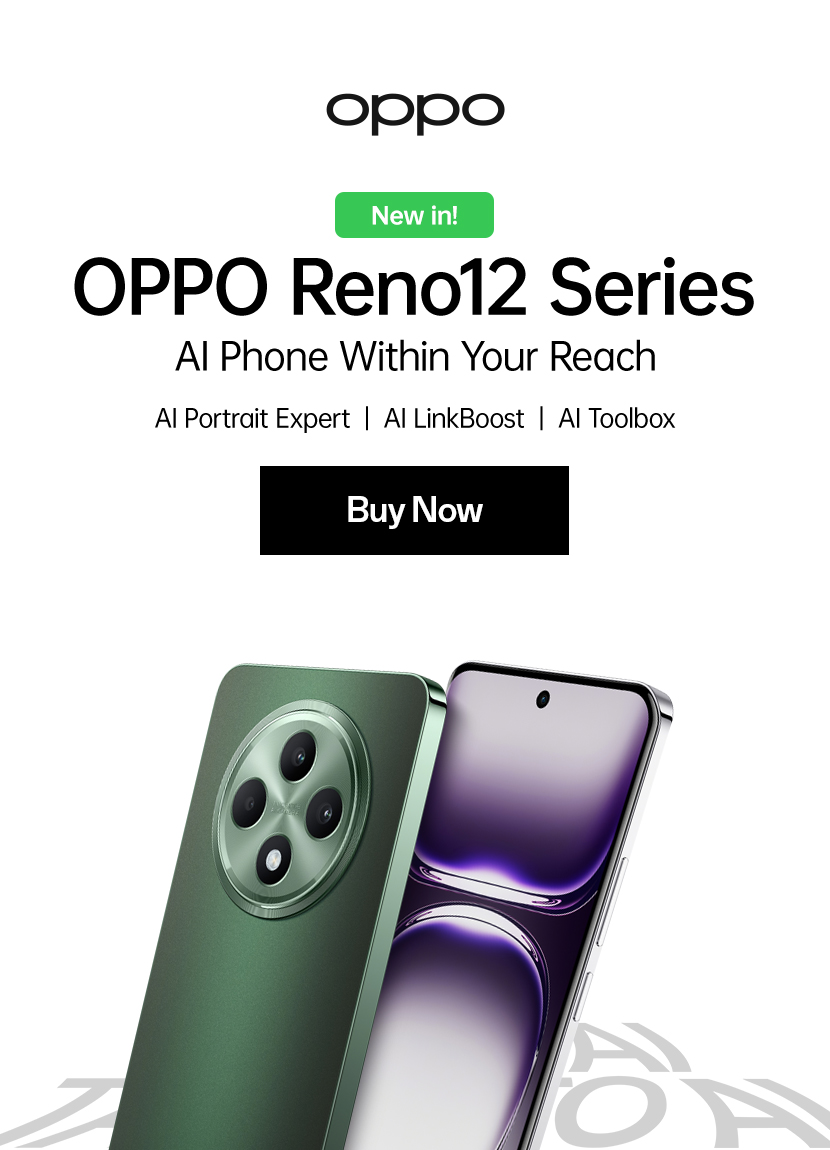 oppo
New in!
OPPO Reno12 Series
AI Phone Within Your Reach
AI Portrait Expert | AI LinkBoost | AI Toolbox
Buy Now
AI